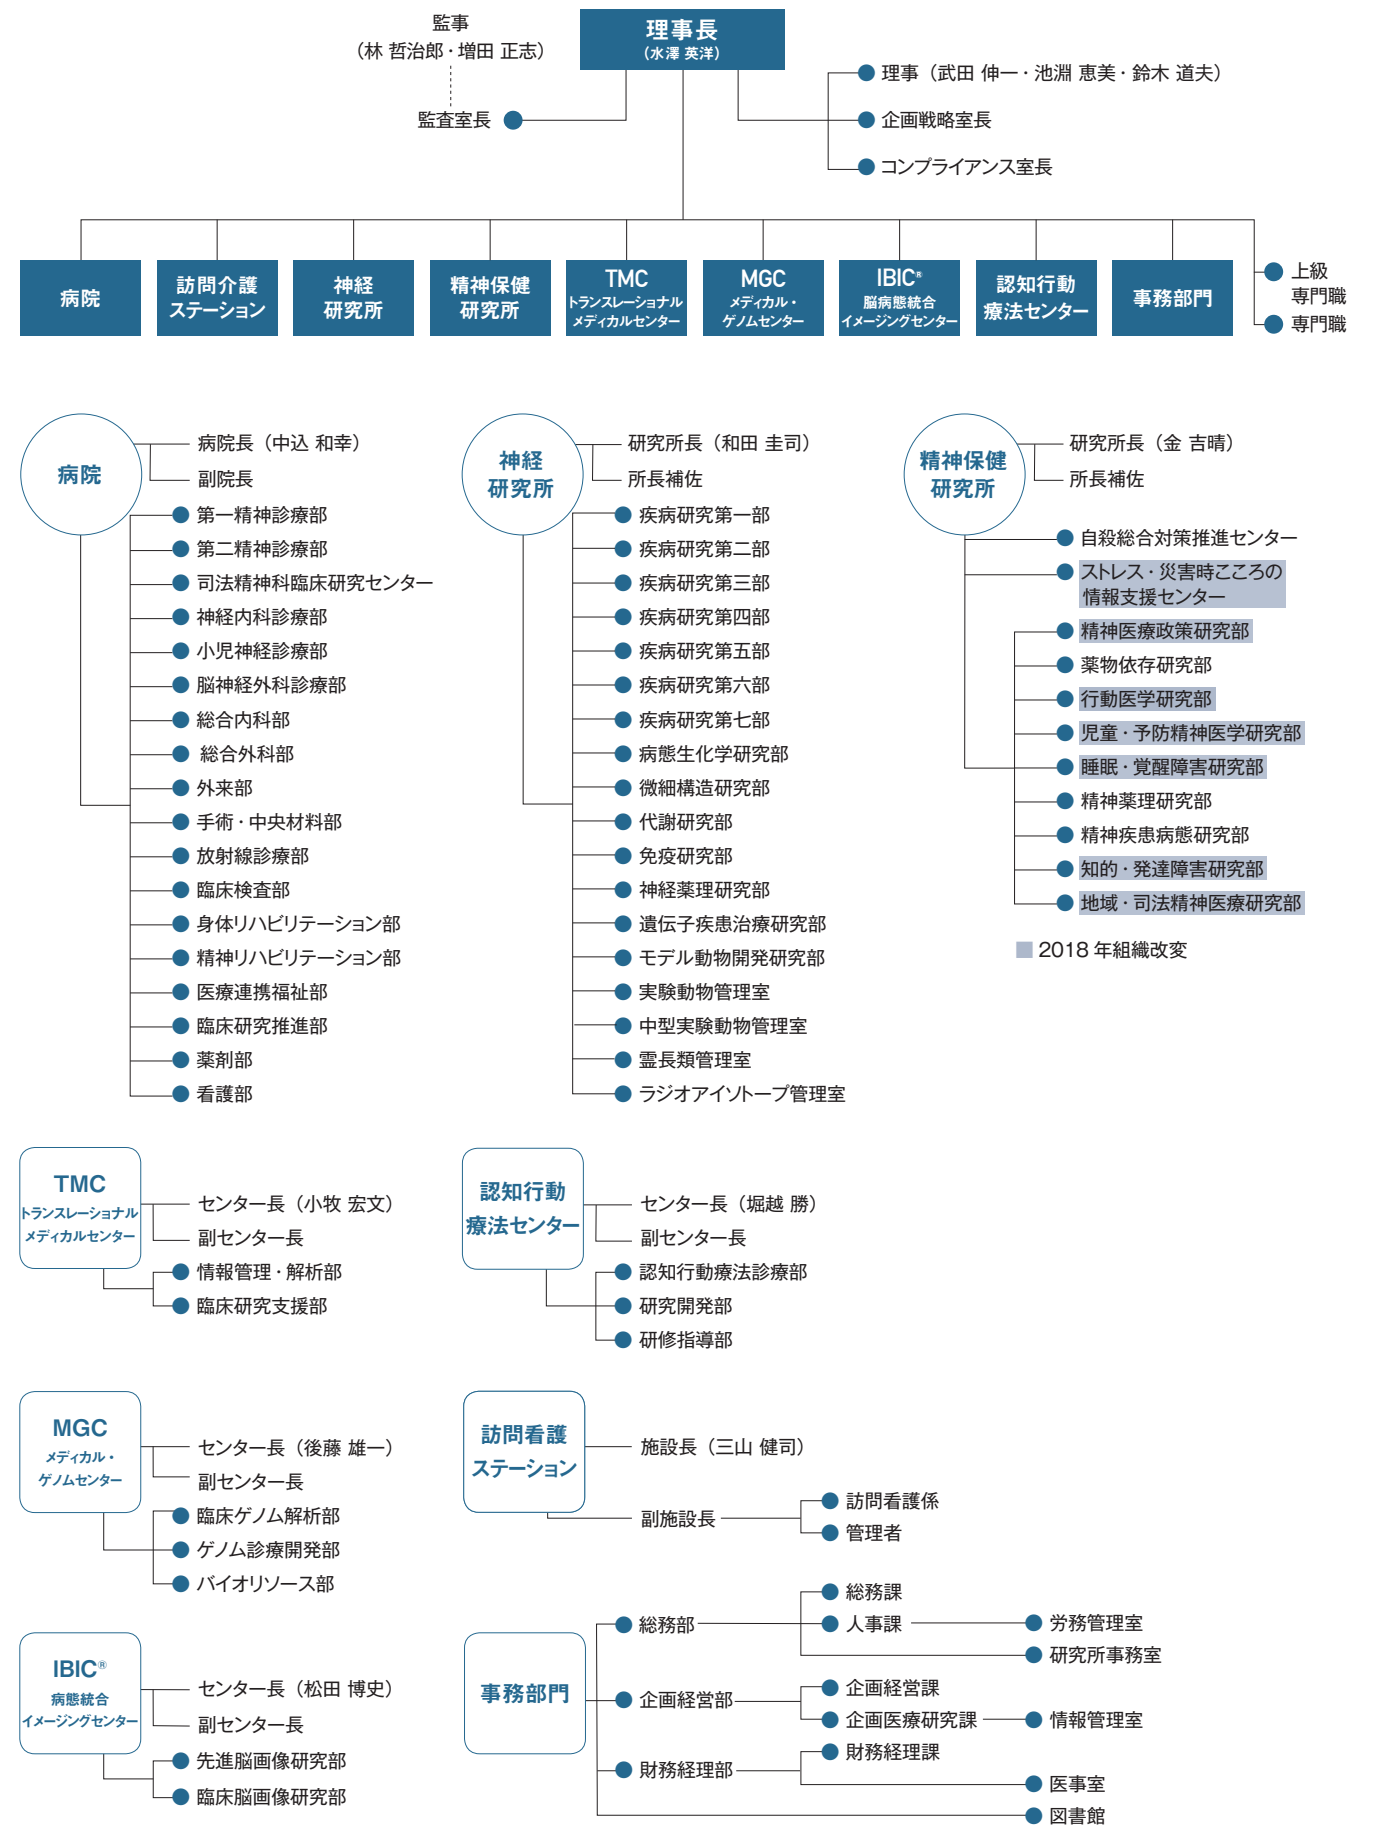 監事
（林 哲治郎・増田 正志）
監査室長
理事長
（水澤 英洋）
理事（武田 伸一・池淵 恵美・鈴木 道夫）
企画戦略室長
コンプライアンス室長
病院
訪問介護
ステーション
神経
研究所
精神保健
研究所
TMC
トランスレーショナル
メディカルセンター
MGC
メディカル・
ゲノムセンター
IBIC®
脳病態統合
イメージングセンター
認知行動
療法センター
事務部門
上級
専門職
専門職
病院
病院長（中込 和幸）
副院長
第一精神診療部
第二精神診療部
司法精神科臨床研究センター
神経内科診療部
小児神経診療部
脳神経外科診療部
総合内科部
総合外科部
外来部
手術・中央材料部
放射線診療部
臨床検査部
身体リハビリテーション部
精神リハビリテーション部
医療連携福祉部
臨床研究推進部
薬剤部
看護部
神経
研究所
研究所長（和田 圭司）
所長補佐
疾病研究第一部
疾病研究第二部
疾病研究第三部
疾病研究第四部
疾病研究第五部
疾病研究第六部
疾病研究第七部
病態生化学研究部
微細構造研究部
代謝研究部
免疫研究部
神経薬理研究部
遺伝子疾患治療研究部
モデル動物開発研究部
実験動物管理室
中型実験動物管理室
霊長類管理室
ラジオアイソトープ管理室
精神保健
研究所
研究所長（金 吉晴）
所長補佐
自殺総合対策推進センター
ストレス・災害時こころの
情報支援センター
精神医療政策研究部
薬物依存研究部
行動医学研究部
児童・予防精神医学研究部
睡眠・覚醒障害研究部
精神薬理研究部
精神疾患病態研究部
知的・発達障害研究部
地域・司法精神医療研究部
2018 年組織改変
TMC
トランスレーショナル
メディカルセンター
センター長（小牧 宏文）
副センター長
情報管理・解析部
臨床研究支援部
認知行動
療法センター
センター長（堀越 勝）
副センター長
認知行動療法診療部
研究開発部
研修指導部
MGC
メディカル・
ゲノムセンター
センター長（後藤 雄一）
副センター長
臨床ゲノム解析部
ゲノム診療開発部
バイオリソース部
訪問看護
ステーション
施設長（三山 健司）
副施設長
訪問看護係
管理者
IBIC®
病態統合
イメージングセンター
センター長（松田 博史）
副センター長
先進脳画像研究部
臨床脳画像研究部
事務部門
総務部
総務課
人事課
労務管理室
研究所事務室
企画経営部
企画経営課
企画医療研究課
情報管理室
財務経理部
財務経理課
医事室
図書館